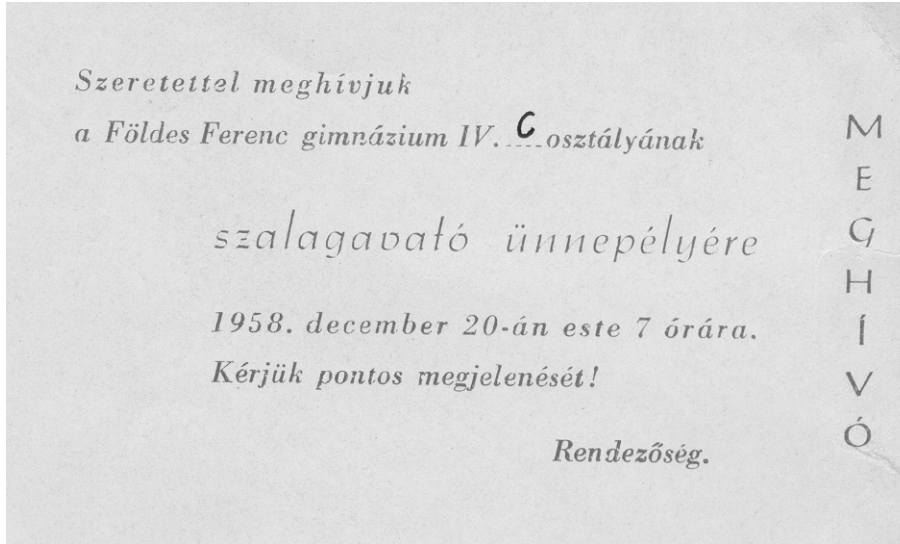 Szeretettel meghívjuk
a Földes Ferenc gimnázium IV. C osztályának
szalagavató ünnepélyére
1958. december 20-án este 7 órára.
Kérjük pontos megjelenését!
Rendezőség.
MEGHÍVÓ